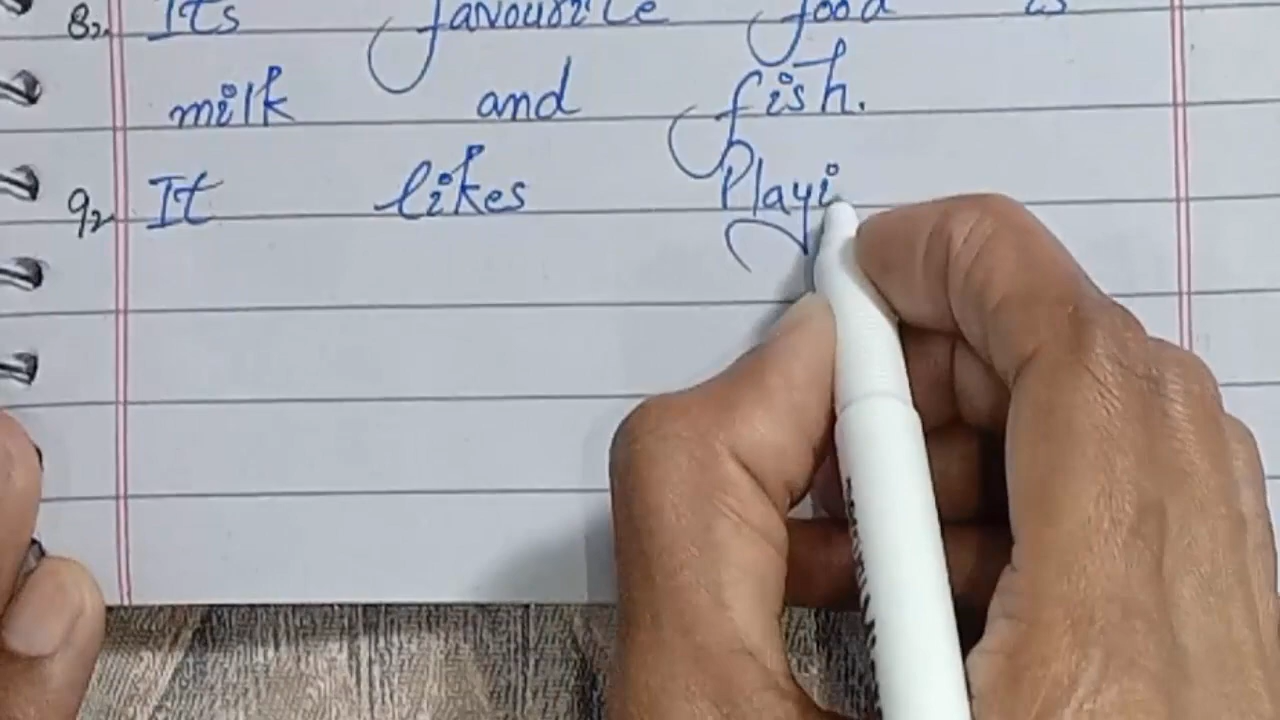 8, Its favourite food is
milk and fish.
9, It likes Playi